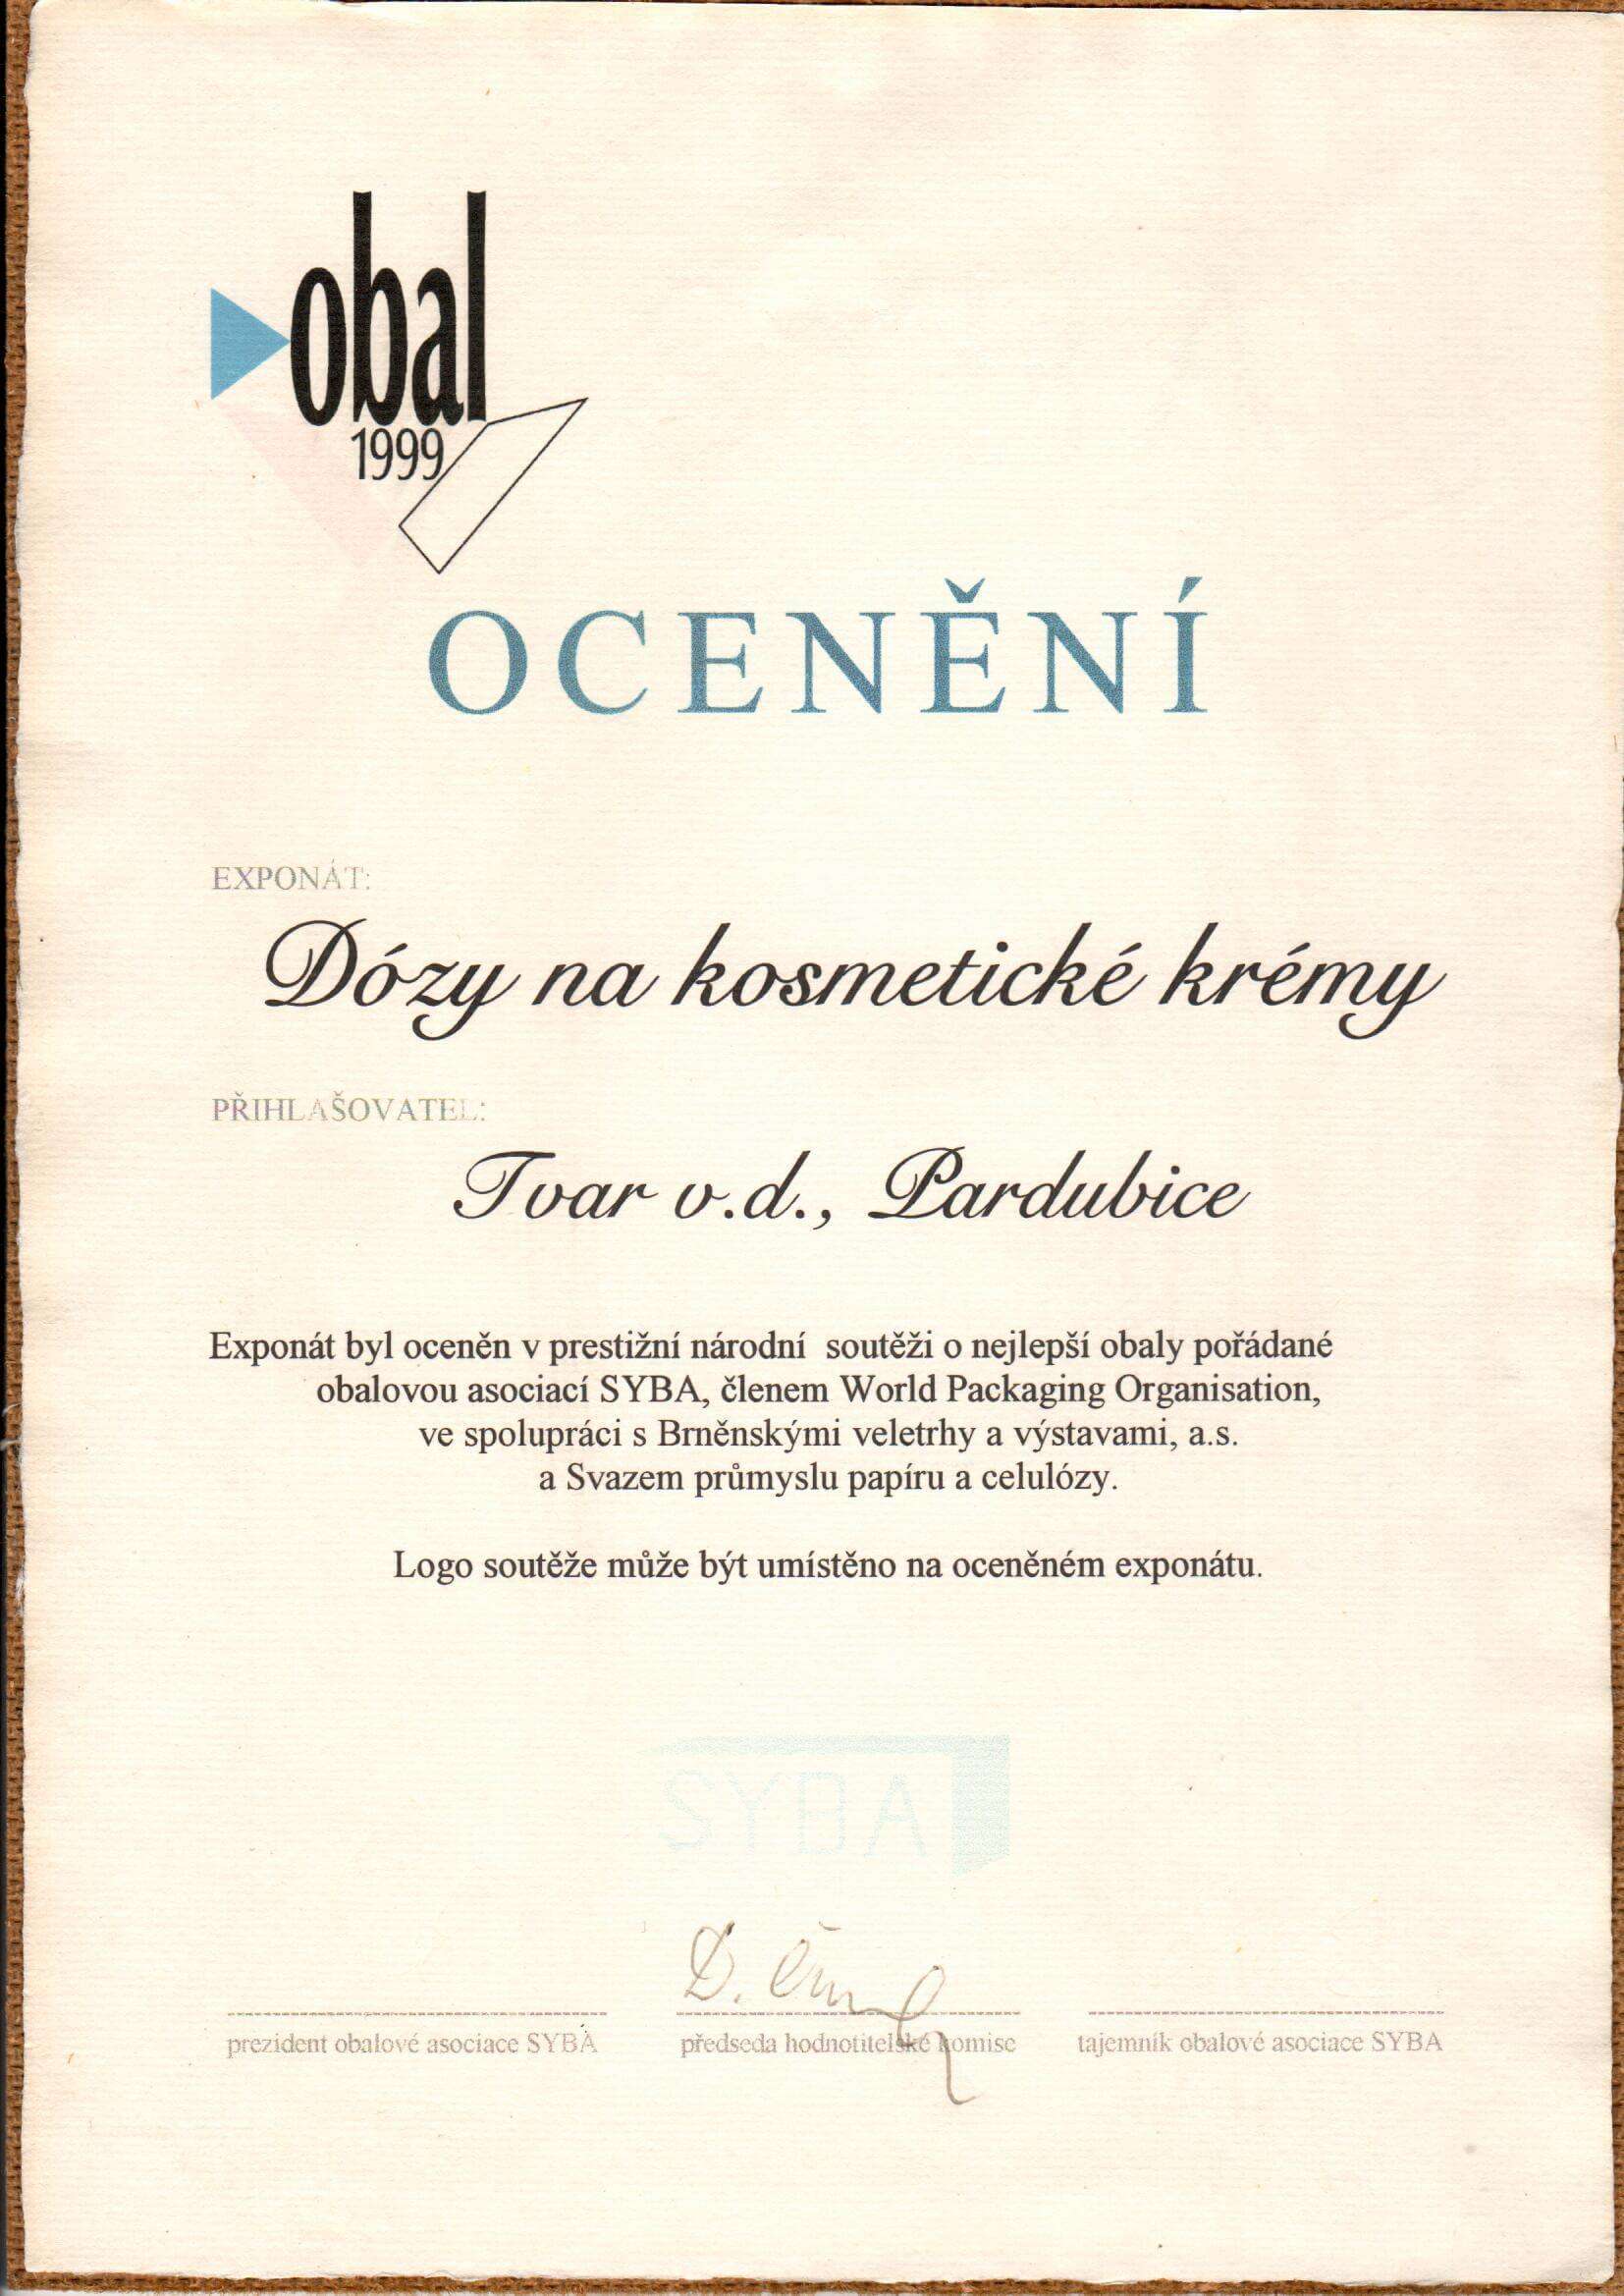 obal
1999
OCENĚNÍ
EXPONÁT:
Dózy na kosmetické krémy
PŘIHLAŠOVATEL:
Tvar v.d., Pardubice
Exponát byl oceněn v prestižní národní soutěži o nejlepší obaly pořádané
obalovou asociací SYBA, členem World Packaging Organisation,
ve spolupráci s Brněnskými veletrhy a výstavami, a.s.
a Svazem průmyslu papíru a celulózy.
Logo soutěže může být umístěno na oceněném exponátu.
SYBA
D.
prezident obalové asociace SYBA
předseda hodnotitelské komise
tajemník obalové asociace SYBA